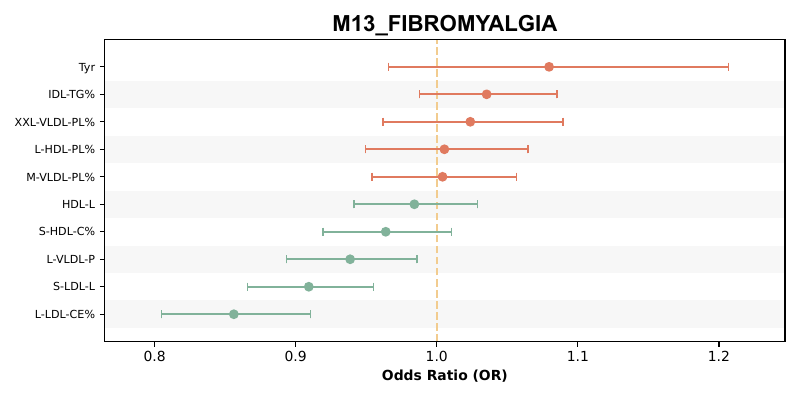 M13_FIBROMYALGIA
Tyr
IDL-TG%
XXL-VLDL-PL%
L-HDL-PL%
M-VLDL-PL%
HDL-L
S-HDL-C%
L-VLDL-P
S-LDL-L
L-LDL-CE%
0.8 0.9 1.0 1.1 1.2
Odds Ratio (OR)